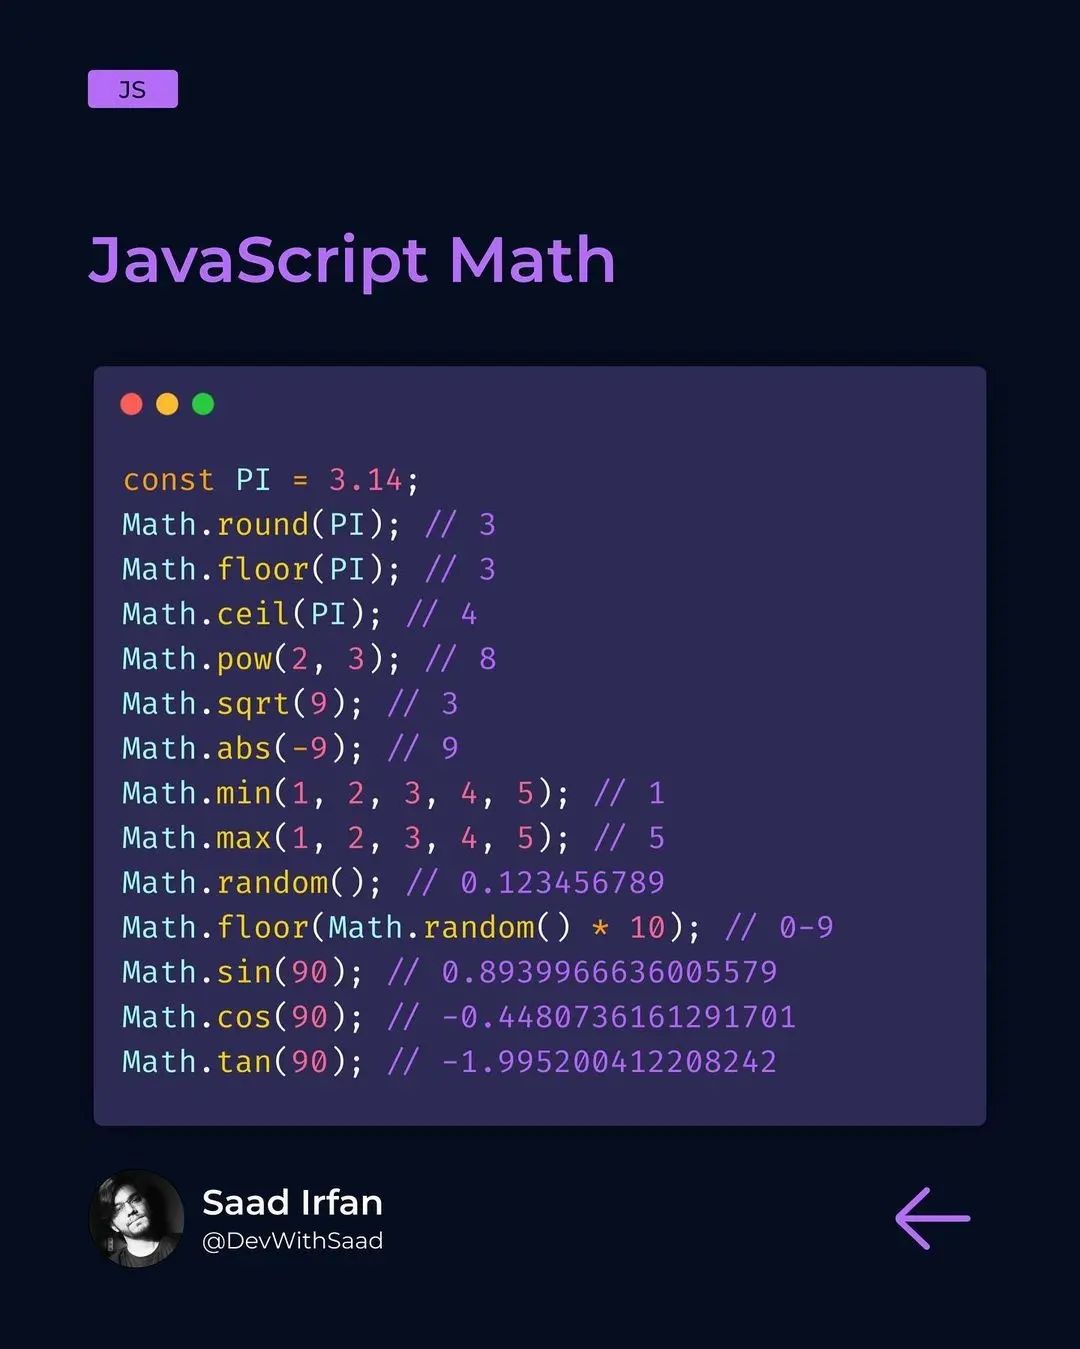 JS
JavaScript Math
const PI = 3.14;
Math.round(PI); // 3
Math.floor(PI); // 3
Math.ceil(PI); // 4
Math.pow(2, 3); // 8
Math.sqrt(9); // 3
Math.abs(-9); // 9
Math.min(1, 2, 3, 4, 5); // 1
Math.max(1, 2, 3, 4, 5); // 5
Math.random(); // 0.123456789
Math.floor(Math.random() * 10); // 0-9
Math.sin(90); // 0.8939966636005579
Math.cos(90); // -0.4480736161291701
Math.tan(90); // -1.995200412208242
Saad Irfan
@DevWithSaad